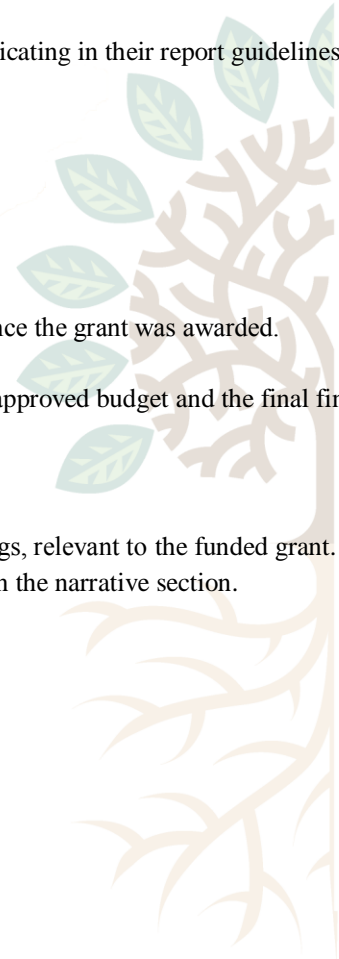 icating in their report guidelines
nce the grant was awarded.
approved budget and the final
gs, relevant to the funded grant.
n the narrative section.